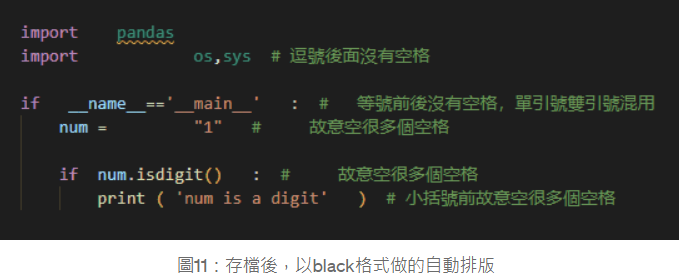 import    pandas
import            os,sys  # 逗號後面沒有空格
if   __name__=='__main__'    :  #    等號前後沒有空格, 單引號雙引號混用
num =            "1"    #      故意空很多個空格
if  num.isdigit()   :  #      故意空很多個空格
print ( 'num is a digit'    )  # 小括號前故意空很多個空格
圖11：存檔後，以black格式做的自動排版